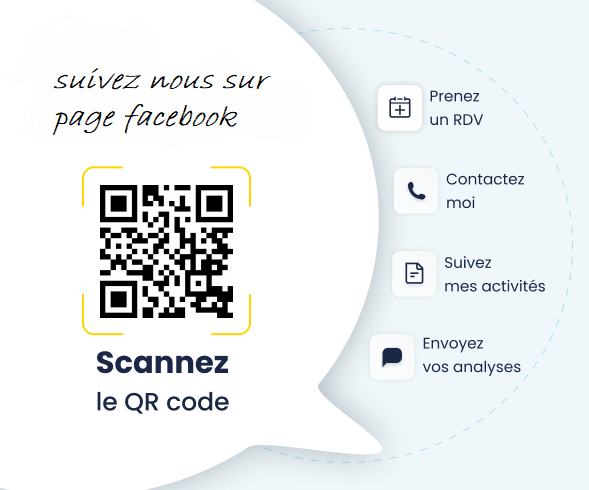 suivez nous sur
page facebook
Scannez
le QR code
Prenez
un RDV
Contactez
moi
Suivez
mes activités
Envoyez
vos analyses